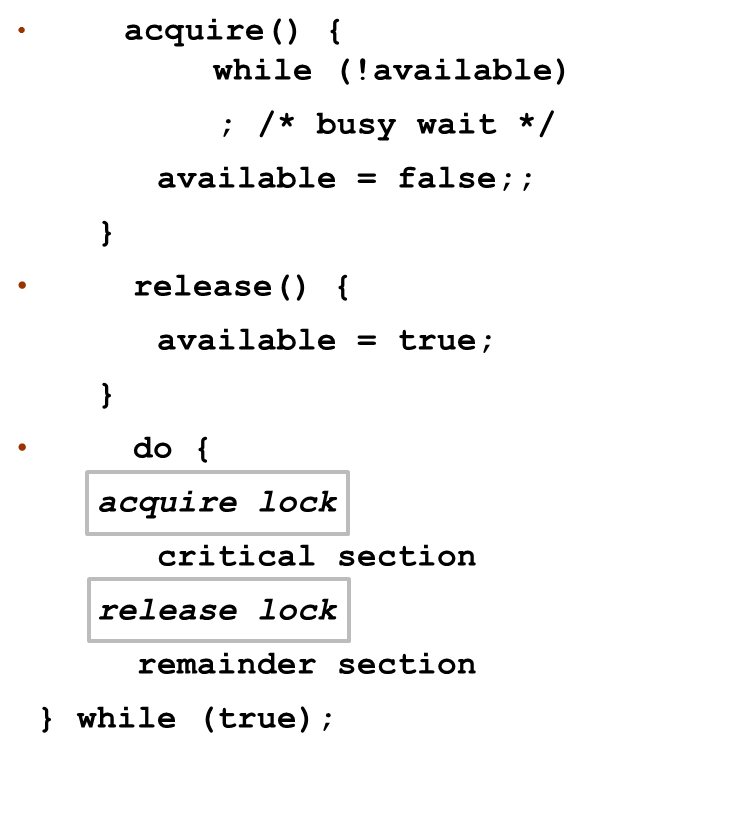 • acquire() {
while (!available)
; /* busy wait */
available = false;;
}
• release() {
available = true;
}
• do {
acquire lock
critical section
release lock
remainder section
} while (true);